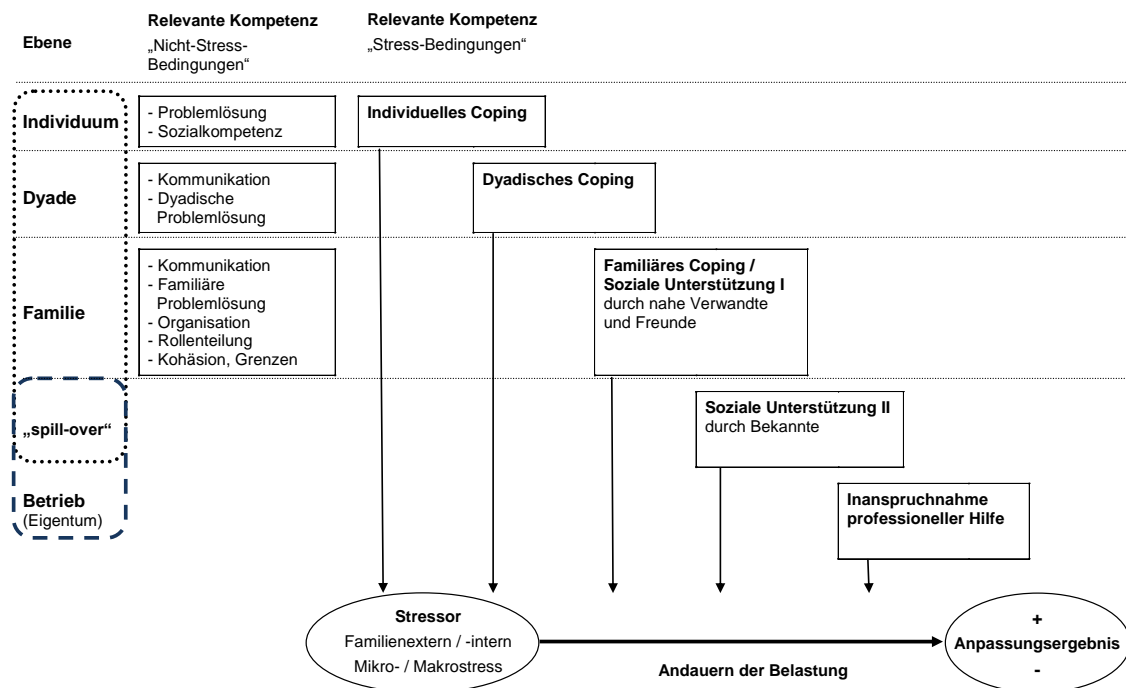 Ebene
Relevante Kompetenz
„Nicht-Stress-
Bedingungen“
Relevante Kompetenz
„Stress-Bedingungen“
Individuum
- Problemlösung
- Sozialkompetenz
Individuelles Coping
Dyade
- Kommunikation
- Dyadische
Problemlösung
Dyadisches Coping
Familie
- Kommunikation
- Familiäre
Problemlösung
- Organisation
- Rollenteilung
- Kohäsion, Grenzen
Familiäres Coping /
Soziale Unterstützung I
durch nahe Verwandte
und Freunde
„spill-over“
Soziale Unterstützung II
durch Bekannte
Betrieb
(Eigentum)
Inanspruchnahme
professioneller Hilfe
Stressor
Familienextern / -intern
Mikro- / Makrostress
Andauern der Belastung
+
Anpassungsergebnis
-